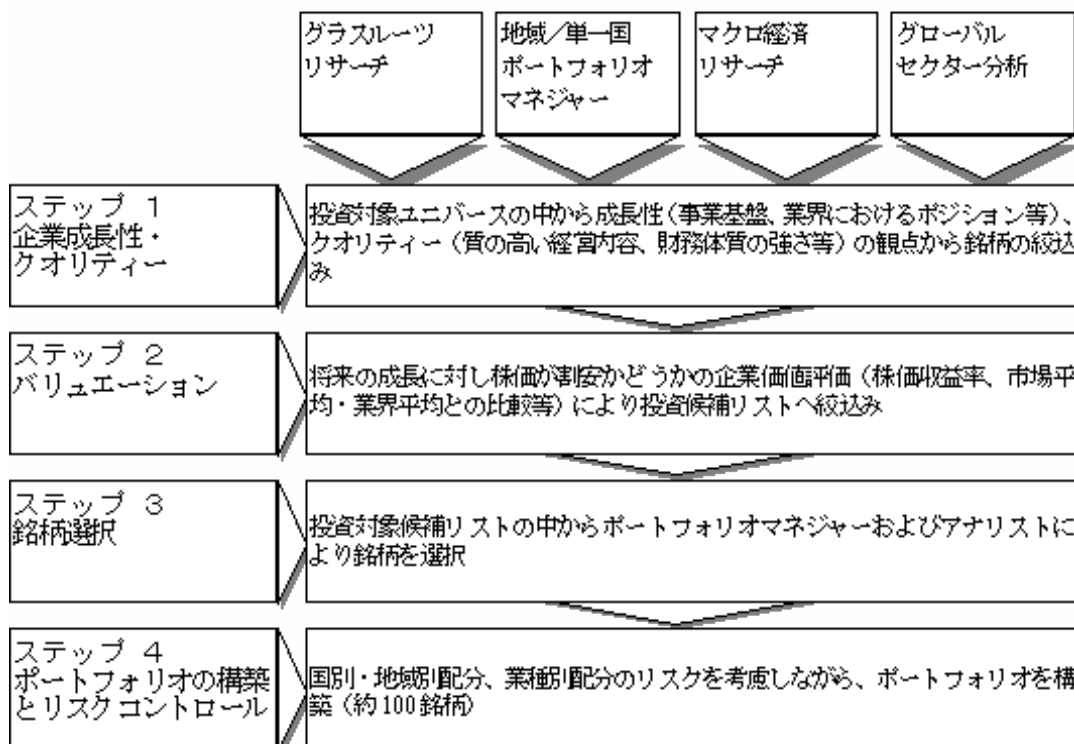 グラスルーツ
リサーチ
地域／単一国
ポートフォリオ
マネジャー
マクロ経済
リサーチ
グローバル
セクター分析
ステップ １
企業成長性・
クオリティー
投資対象ユニバースの中から成長性（事業基盤、業界におけるポジション等）、
クオリティー（質の高い経営内容、財務体質の強さ等）の観点から銘柄の絞込
み
ステップ ２
バリュエーション
将来の成長に対し株価が割安かどうかの企業価値評価（株価収益率、市場平
均・業界平均との比較等）により投資候補リストへ絞込み
ステップ ３
銘柄選択
投資対象候補リストの中からポートフォリオマネジャーおよびアナリストに
より銘柄を選択
ステップ ４
ポートフォリオの構築
とリスクコントロール
国別・地域別配分、業種別配分のリスクを考慮しながら、ポートフォリオを構
築（約100銘柄）